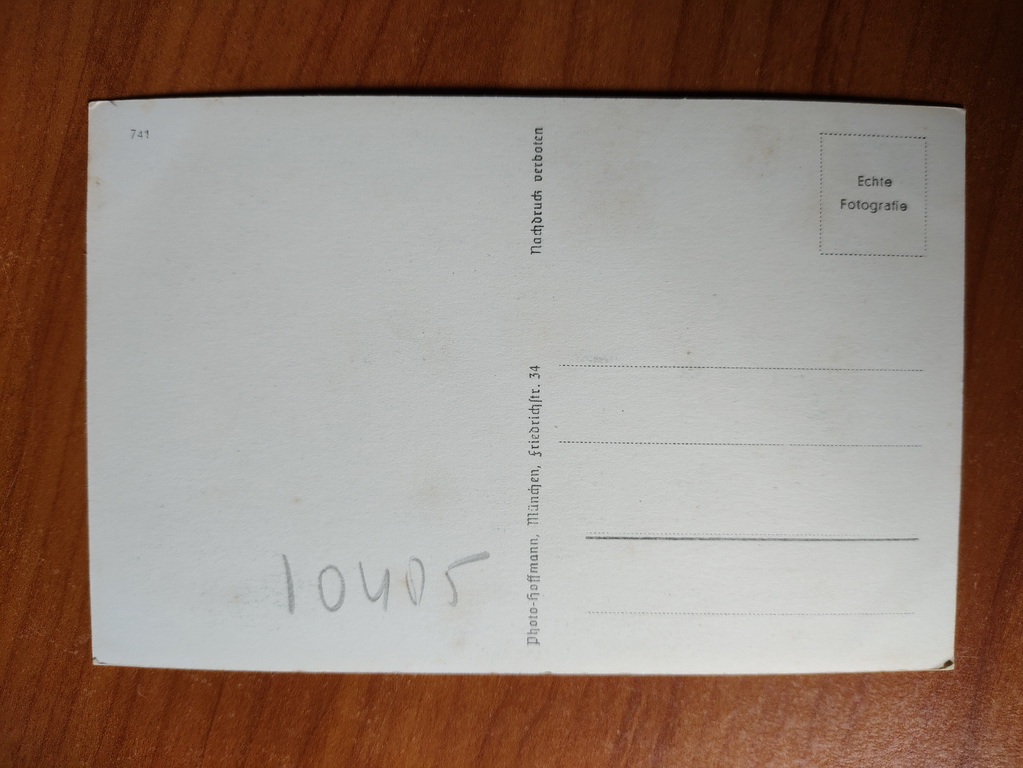 741
10405
Photo-Hoffmann, München, Friedrichstr. 34
Nachdruck verboten
Echte
Fotografie